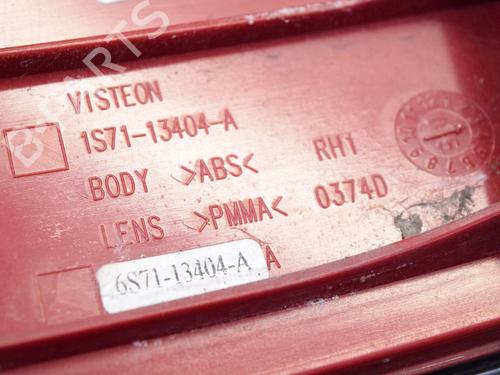 VISTEON
1S71-13404-A
BODY >ABS< RH1
LENS >PMMA< 0374D
6S71-13404-A A